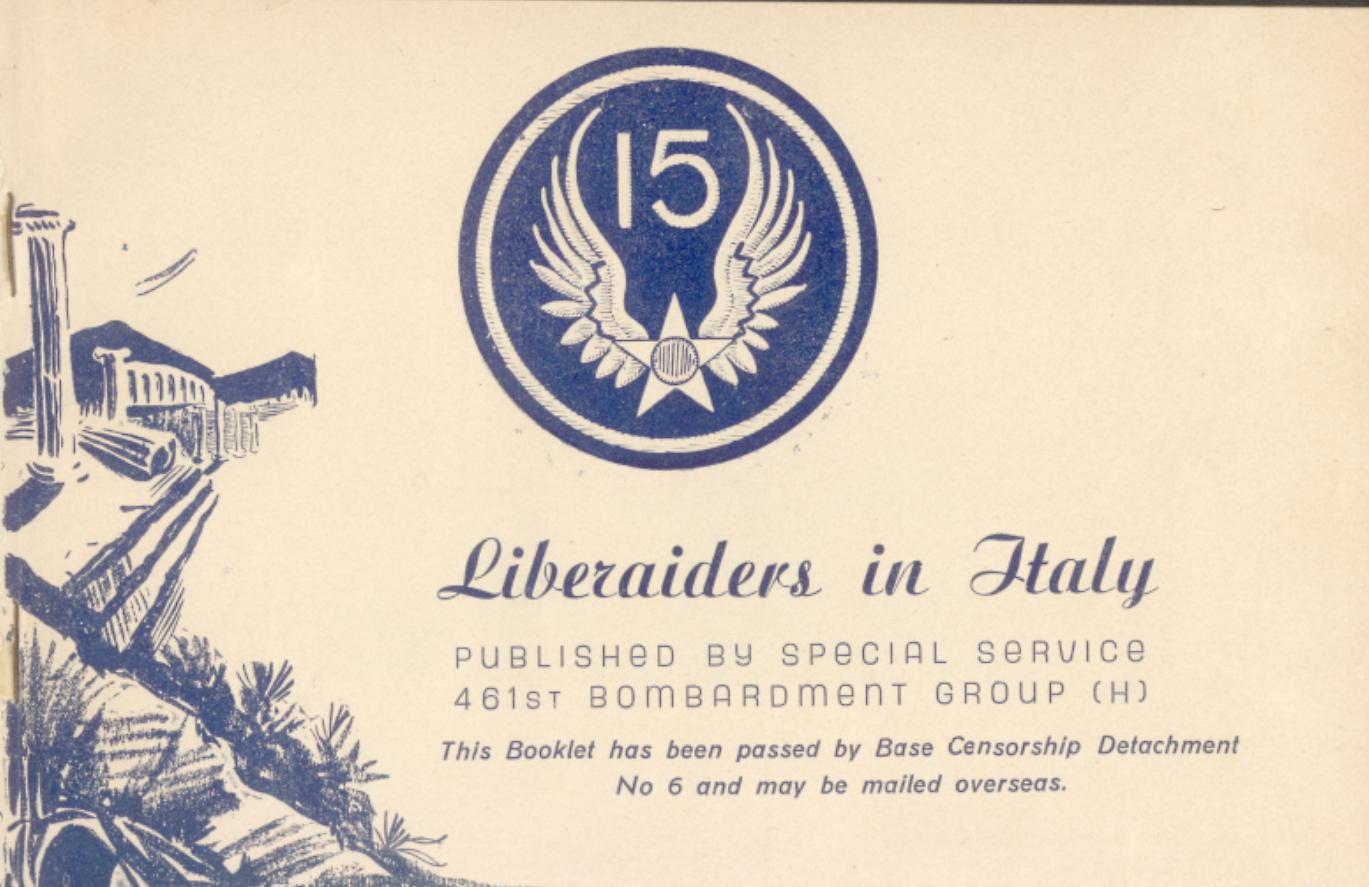 15
Liberaiders in Italy
PUBLISHED BY SPECIAL SERVICE
461ST BOMBARDMENT GROUP (H)
This Booklet has been passed by Base Censorship Detachment
No 6 and may be mailed overseas.